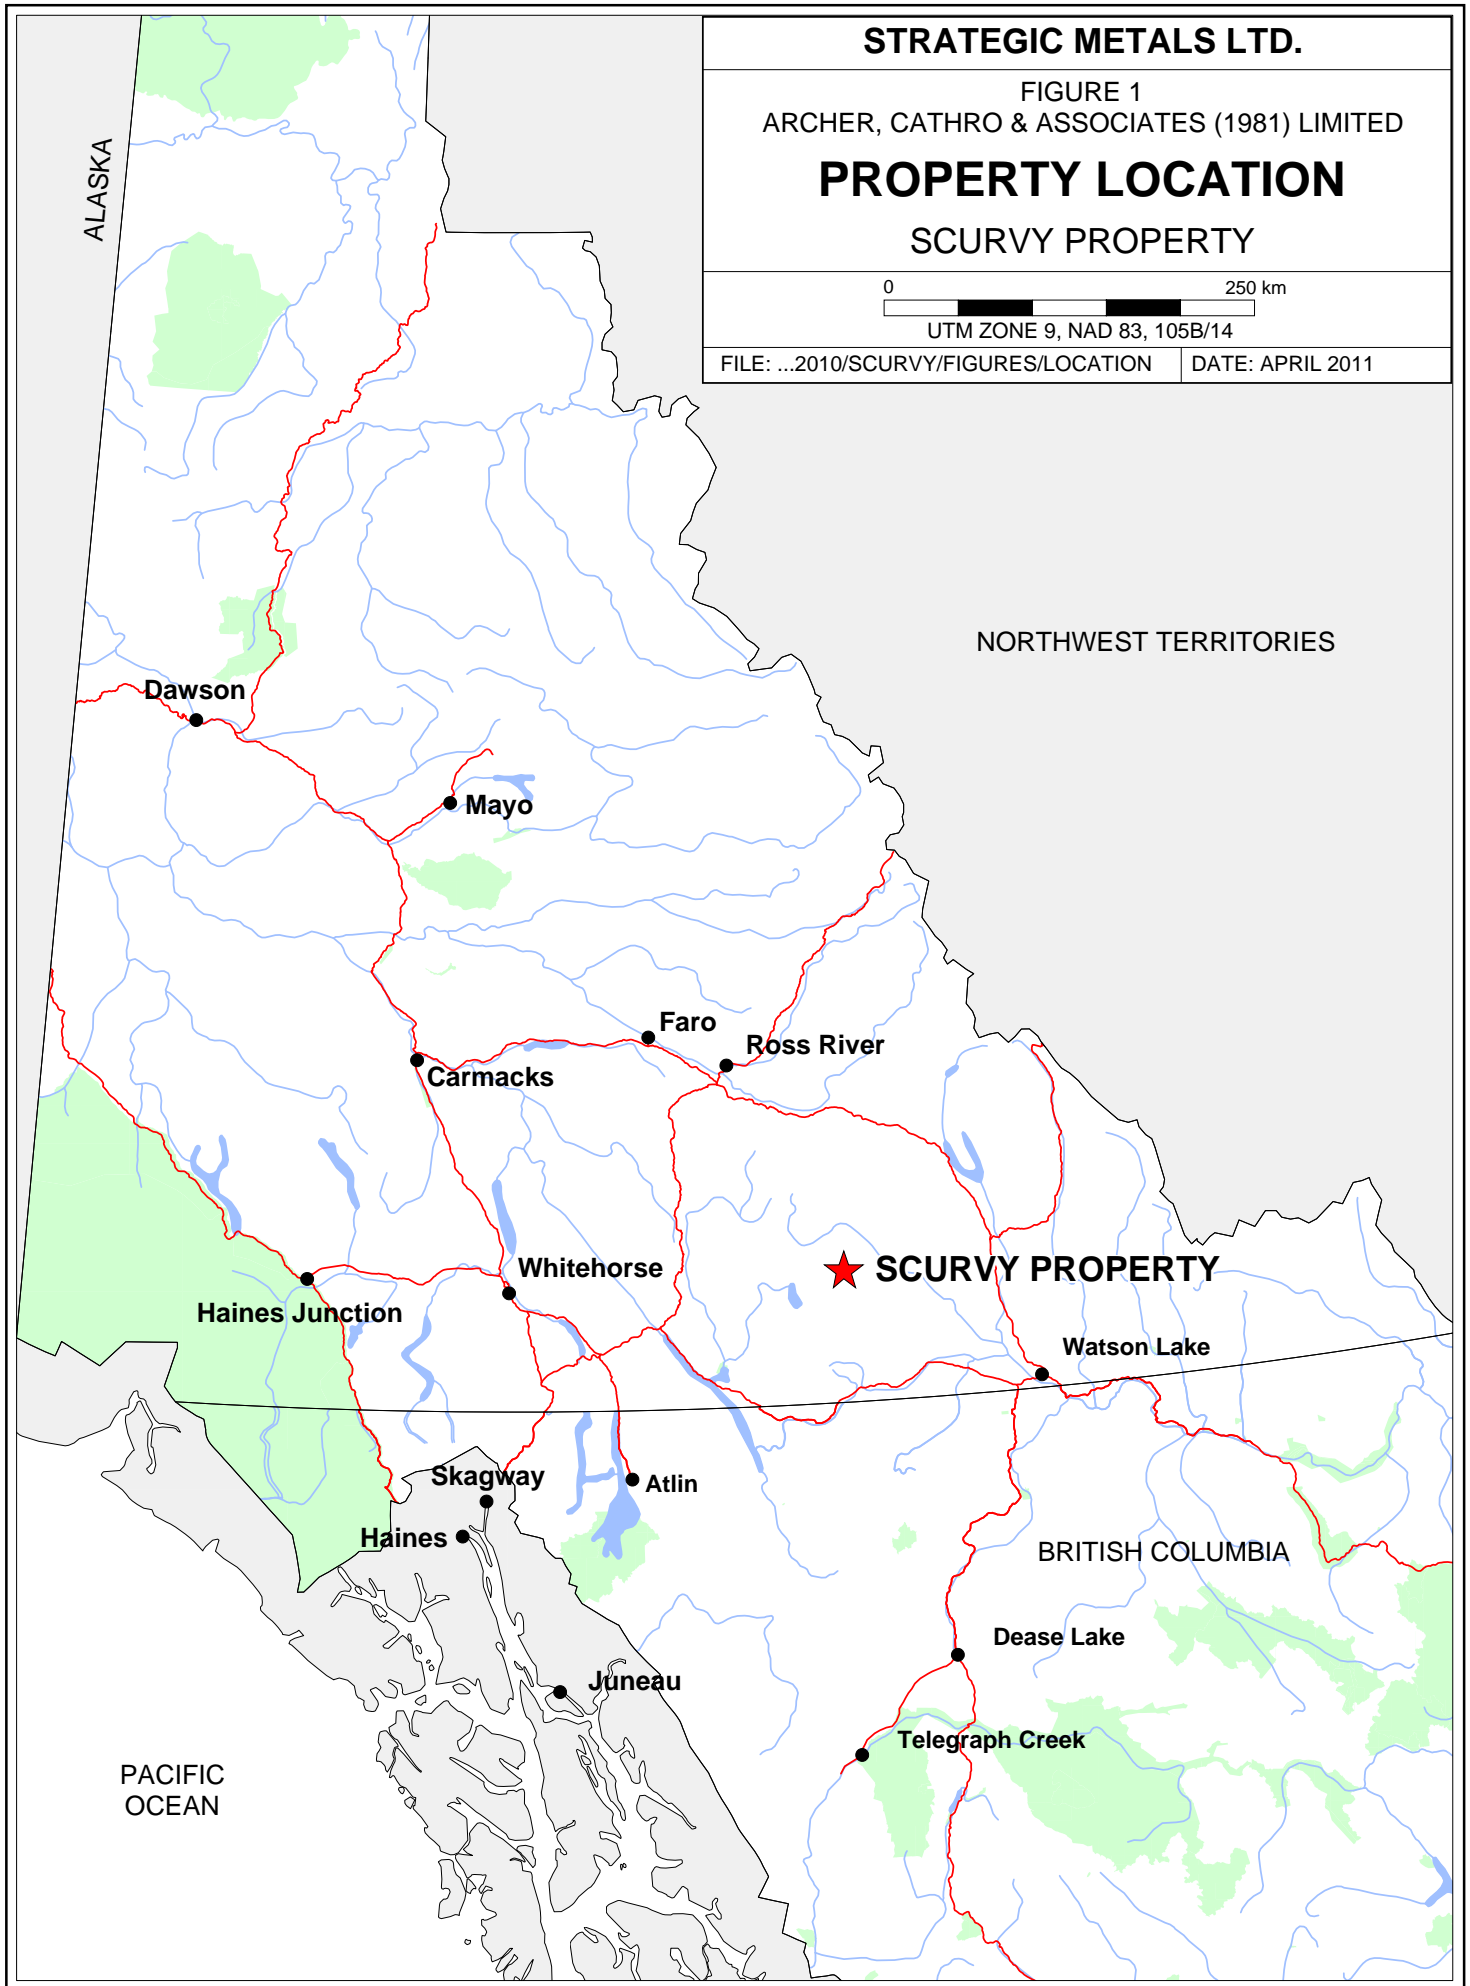 STRATEGIC METALS LTD.
FIGURE 1
ARCHER, CATHRO & ASSOCIATES (1981) LIMITED
PROPERTY LOCATION
SCURVY PROPERTY
0 250 km
UTM ZONE 9, NAD 83, 105B/14
FILE: ...2010/SCURVY/FIGURES/LOCATION DATE: APRIL 2011
ALASKA
NORTHWEST TERRITORIES
Dawson
Mayo
Faro
Ross River
Carmacks
Whitehorse
SCURVY PROPERTY
Haines Junction
Watson Lake
Skagway
Atlin
Haines
BRITISH COLUMBIA
Dease Lake
Juneau
Telegraph Creek
PACIFIC
OCEAN